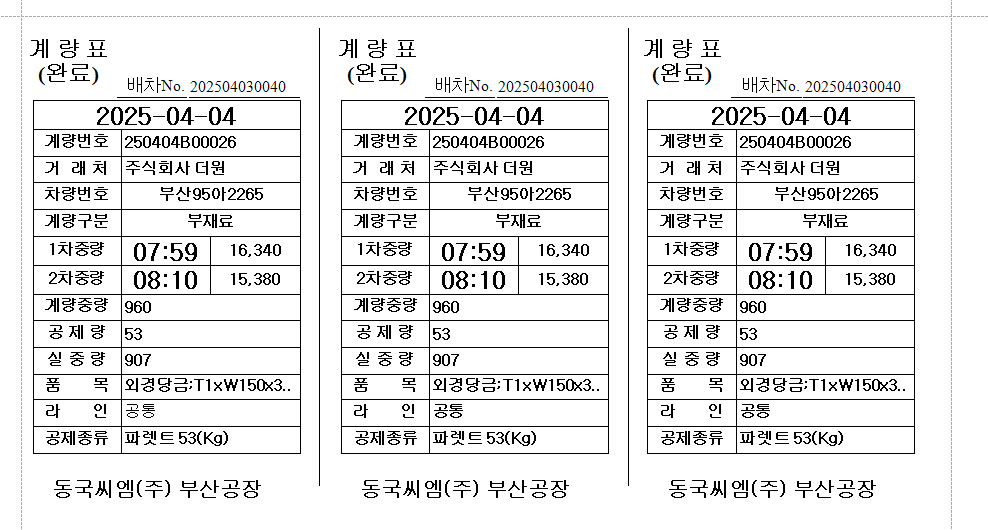 계 량 표
(완료)
배차No. 202504030040
2025-04-04
계량번호 250404B00026
거 래 처 주식회사 더원
차량번호 부산95아2265
계량구분 부재료
1차중량 07:59 16,340
2차중량 08:10 15,380
계량중량 960
공 제 량 53
실 중 량 907
품 목 외경당금:T1xW150x3..
라 인 공통
공제종류 파렛트 53(Kg)
동국씨엠(주) 부산공장
계 량 표
(완료)
배차No. 202504030040
2025-04-04
계량번호 250404B00026
거 래 처 주식회사 더원
차량번호 부산95아2265
계량구분 부재료
1차중량 07:59 16,340
2차중량 08:10 15,380
계량중량 960
공 제 량 53
실 중 량 907
품 목 외경당금:T1xW150x3..
라 인 공통
공제종류 파렛트 53(Kg)
동국씨엠(주) 부산공장
계 량 표
(완료)
배차No. 202504030040
2025-04-04
계량번호 250404B00026
거 래 처 주식회사 더원
차량번호 부산95아2265
계량구분 부재료
1차중량 07:59 16,340
2차중량 08:10 15,380
계량중량 960
공 제 량 53
실 중 량 907
품 목 외경당금:T1xW150x3..
라 인 공통
공제종류 파렛트 53(Kg)
동국씨엠(주) 부산공장